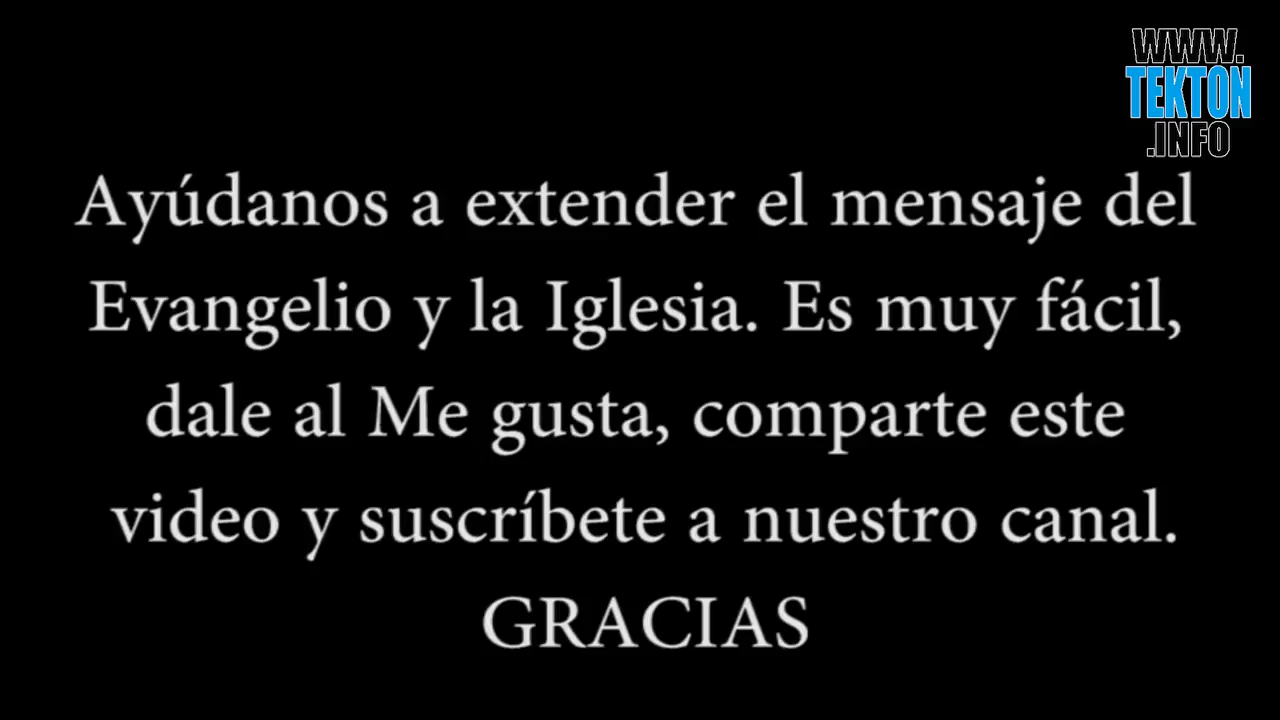 WWW.
TEKTON
.INFO
Ayúdanos a extender el mensaje del
Evangelio y la Iglesia. Es muy fácil,
dale al Me gusta, comparte este
video y suscríbete a nuestro canal.
GRACIAS